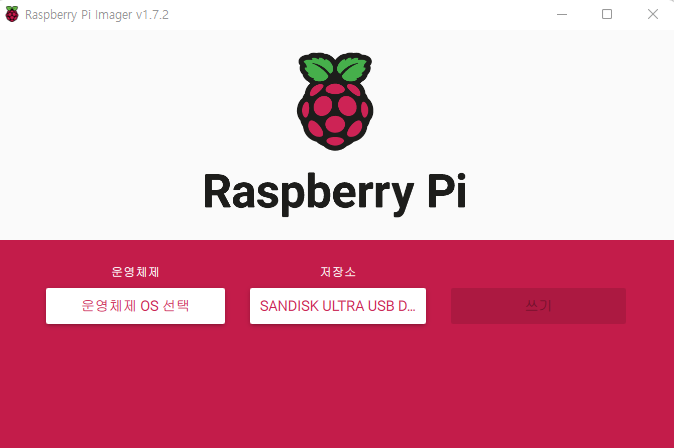 Raspberry Pi Imager v1.7.2
Raspberry Pi
운영체제
저장소
운영체제 OS 선택
SANDISK ULTRA USB D...
쓰기